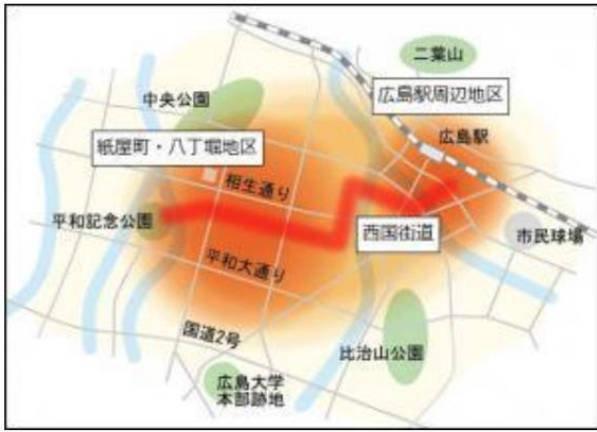 二葉山
中央公園
広島駅周辺地区
広島駅
紙屋町・八丁堀地区
相生通り
平和記念公園
西国街道
市民球場
平和大通り
国道2号
比治山公園
広島大学
本部跡地